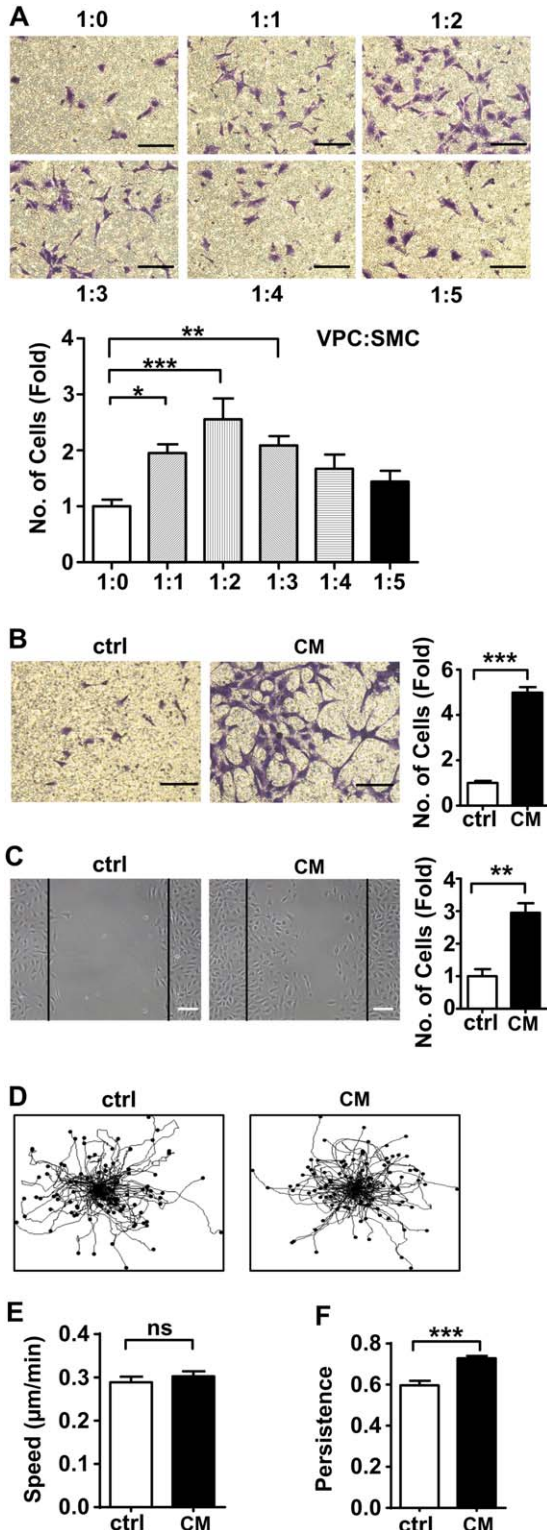 A
1:0 1:1 1:2
1:3 1:4 1:5
VPC:SMC
No. of Cells (Fold)
4
3
2
1
0
*
***
**
1:0 1:1 1:2 1:3 1:4 1:5
B
ctrl CM
No. of Cells (Fold)
6
4
2
0
***
ctrl CM
C
ctrl CM
No. of Cells (Fold)
4
3
2
1
0
**
ctrl CM
D
ctrl CM
E
Speed (µm/min)
0.4
0.3
0.2
0.1
0.0
ns
ctrl CM
F
Persistence
0.8
0.6
0.4
0.2
0.0
***
ctrl CM